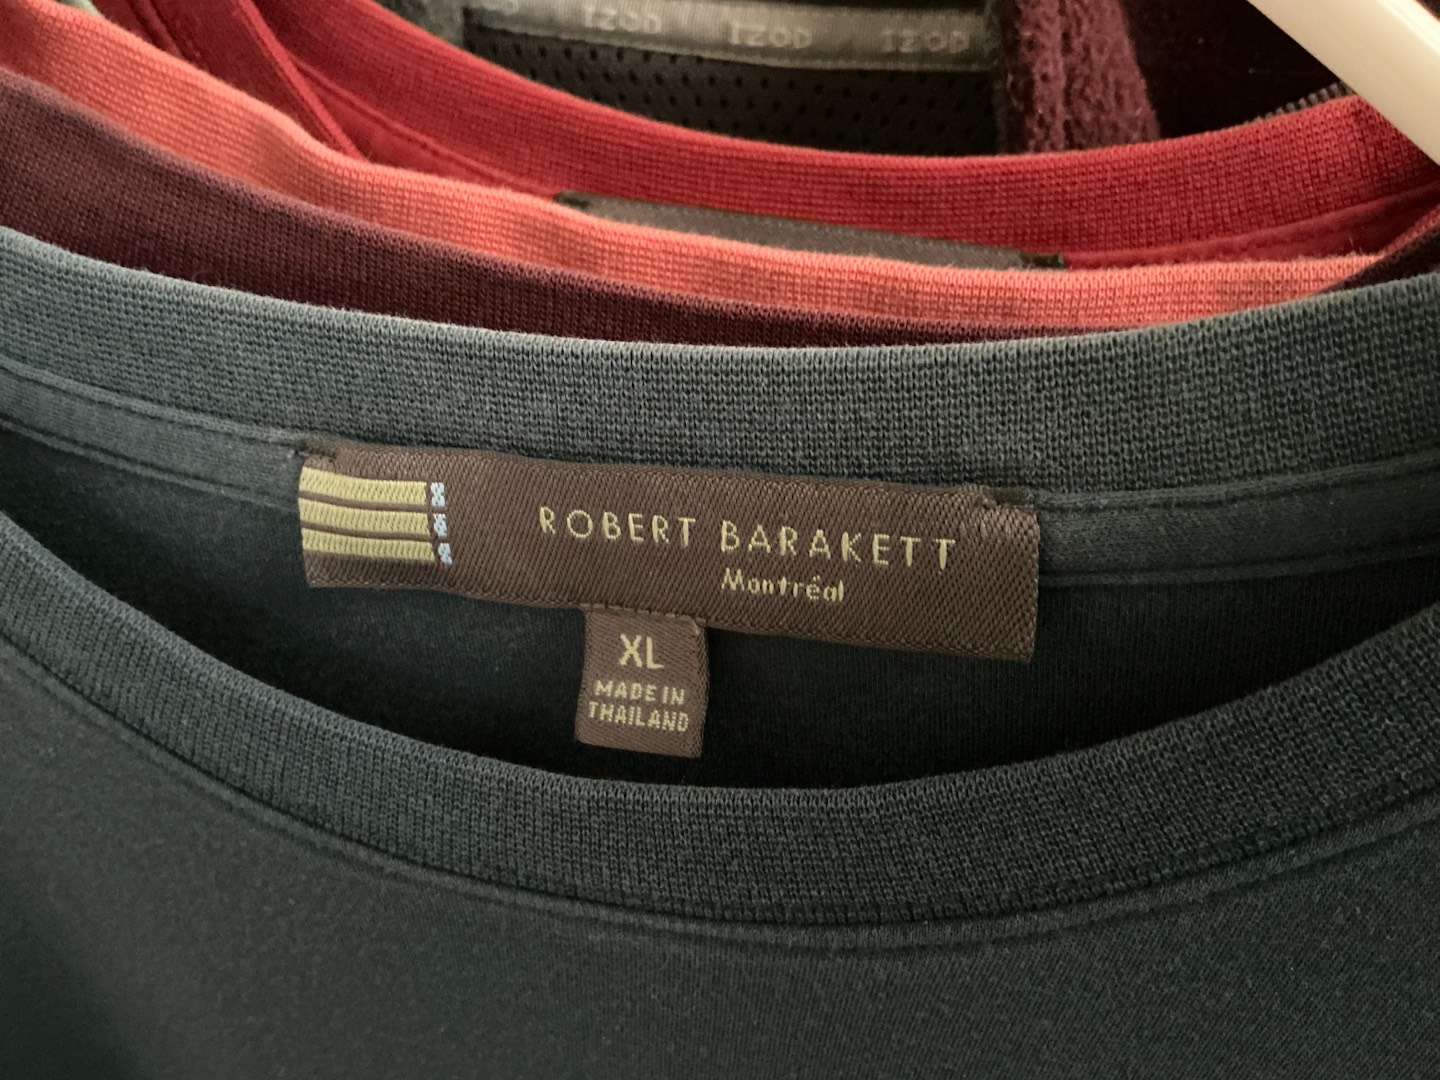 IZOD IZOD IZOD
ROBERT BARAKETT
Montréal
XL
MADE IN
THAILAND